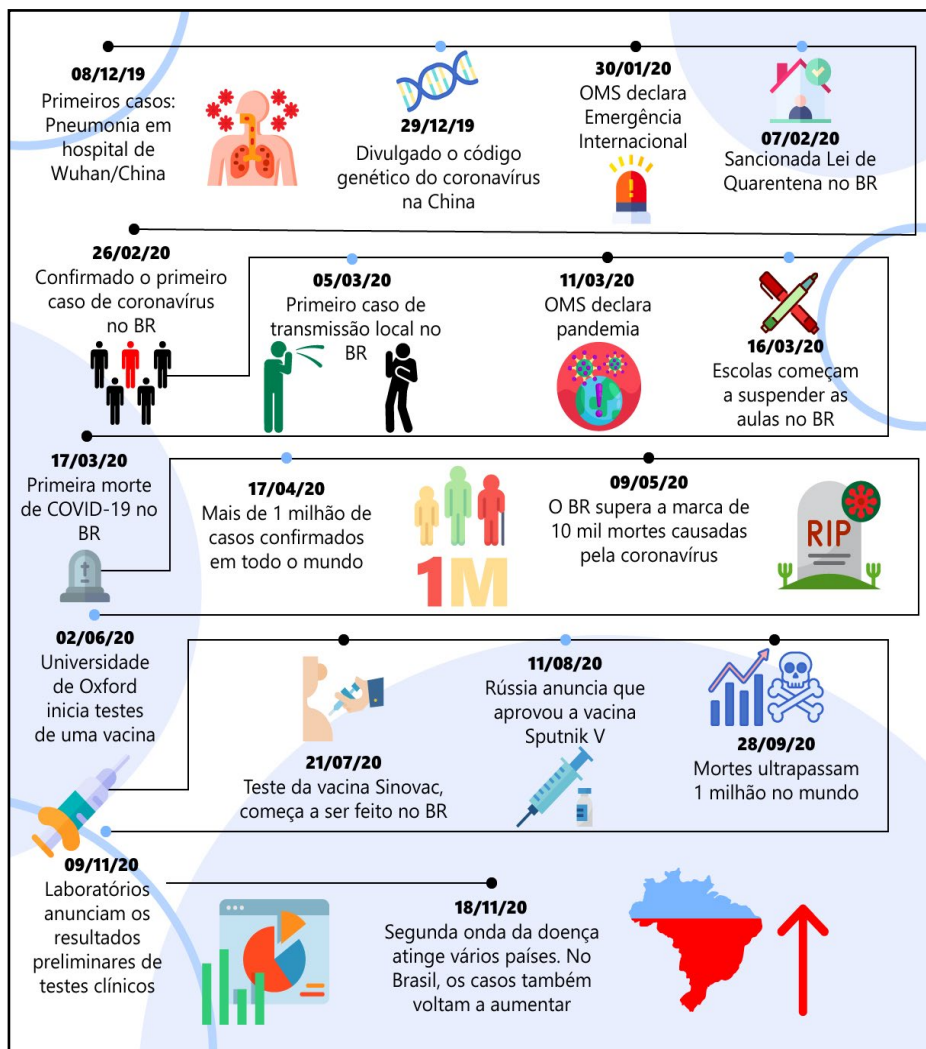 08/12/19
Primeiros casos:
Pneumonia em
hospital de
Wuhan/China
29/12/19
Divulgado o código
genético do coronavírus
na China
30/01/20
OMS declara
Emergência
Internacional
07/02/20
Sancionada Lei de
Quarentena no BR
26/02/20
Confirmado o primeiro
caso de coronavírus
no BR
05/03/20
Primeiro caso de
transmissão local no
BR
11/03/20
OMS declara
pandemia
16/03/20
Escolas começam
a suspender as
aulas no BR
17/03/20
Primeira morte
de COVID-19 no
BR
17/04/20
Mais de 1 milhão de
casos confirmados
em todo o mundo
1M
09/05/20
O BR supera a marca de
10 mil mortes causadas
pela coronavírus
RIP
02/06/20
Universidade
de Oxford
inicia testes
de uma vacina
21/07/20
Teste da vacina Sinovac,
começa a ser feito no BR
11/08/20
Rússia anuncia que
aprovou a vacina
Sputnik V
28/09/20
Mortes ultrapassam
1 milhão no mundo
09/11/20
Laboratórios
anunciam os
resultados
preliminares de
testes clínicos
18/11/20
Segunda onda da doença
atinge vários países. No
Brasil, os casos também
voltam a aumentar